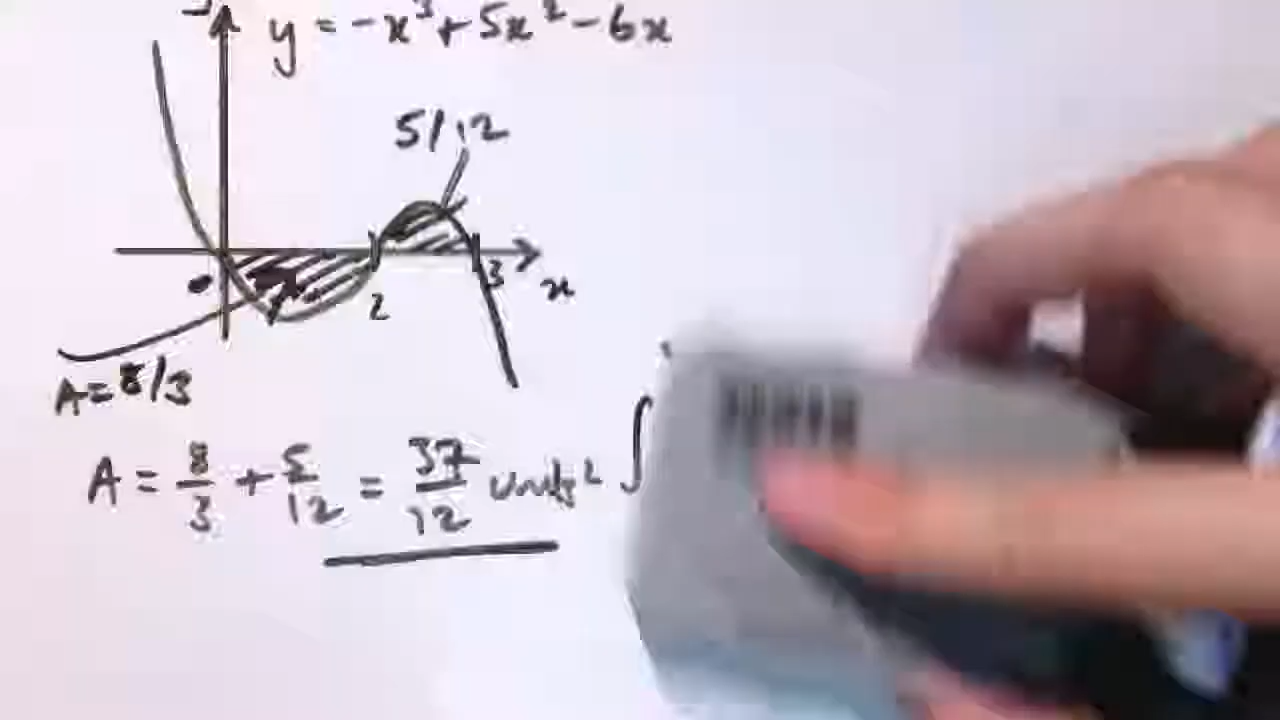 y = -x³ + 5x² - 6x
5/12
2
3
x
A = 8/3
A = 8/3 + 5/12 = 37/12 units² ∫